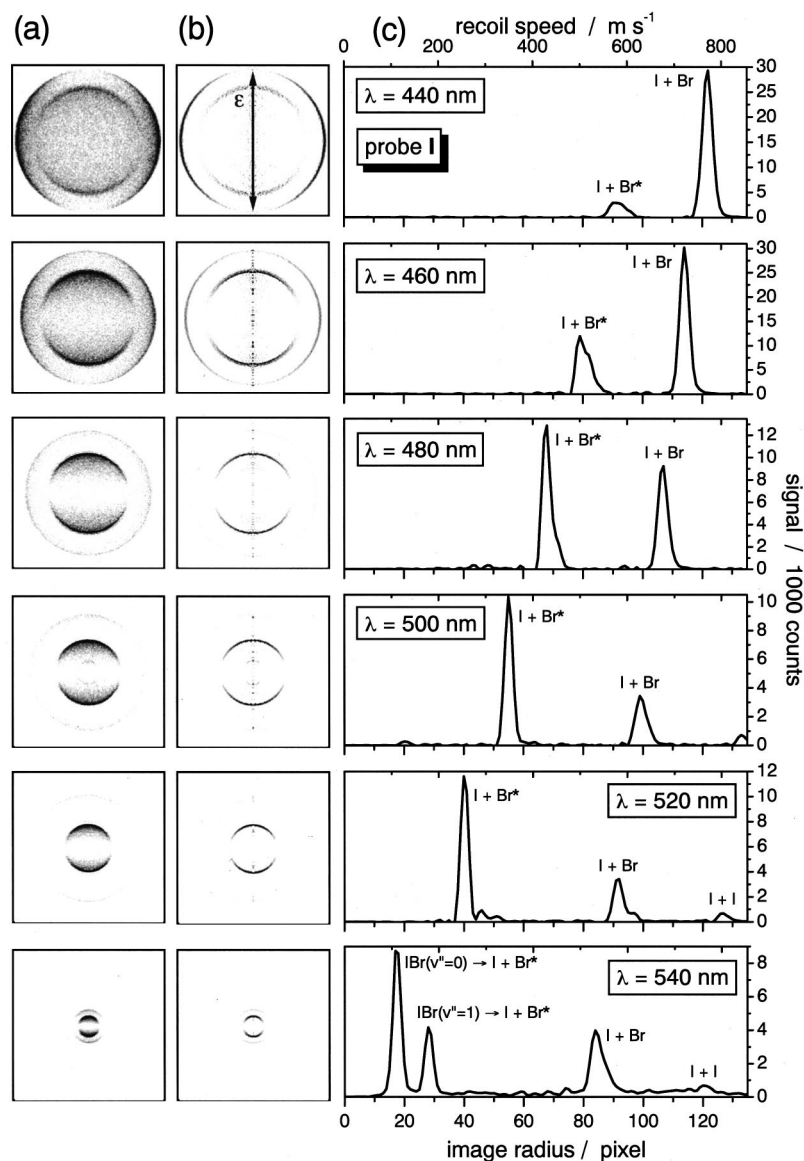 (a) (b) (c) recoil speed / m s⁻¹
0 200 400 600 800
λ = 440 nm
probe I
ε
I + Br*
I + Br
30
25
20
15
10
5
0
λ = 460 nm
I + Br*
I + Br
30
25
20
15
10
5
0
λ = 480 nm
I + Br*
I + Br
12
10
8
6
4
2
0
signal / 1000 counts
λ = 500 nm
I + Br*
I + Br
10
8
6
4
2
0
λ = 520 nm
I + Br*
I + Br
I + I
12
10
8
6
4
2
0
λ = 540 nm
IBr(v"=0) → I + Br*
IBr(v"=1) → I + Br*
I + Br
I + I
8
6
4
2
0
0 20 40 60 80 100 120
image radius / pixel